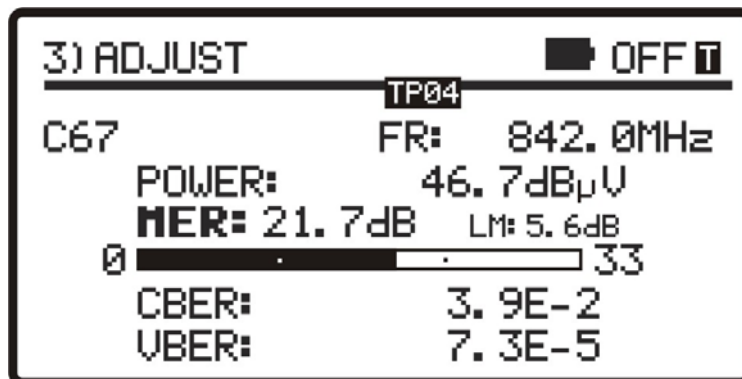 3) ADJUST OFF T
TP04
C67 FR: 842.0MHz
POWER: 46.7dBµV
MER: 21.7dB LM: 5.6dB
0 33
CBER: 3.9E-2
VBER: 7.3E-5